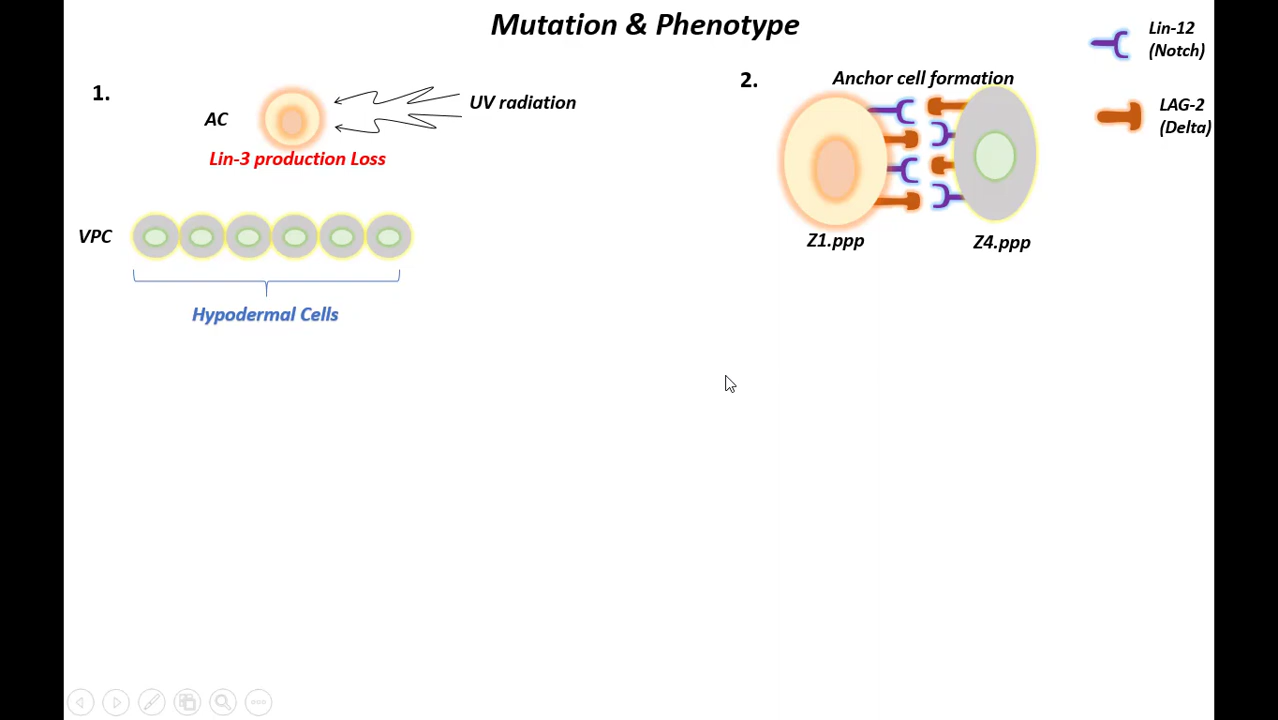 Mutation & Phenotype
1.
AC
UV radiation
Lin-3 production Loss
VPC
Hypodermal Cells
2.
Anchor cell formation
Z1.ppp
Z4.ppp
Lin-12
(Notch)
LAG-2
(Delta)